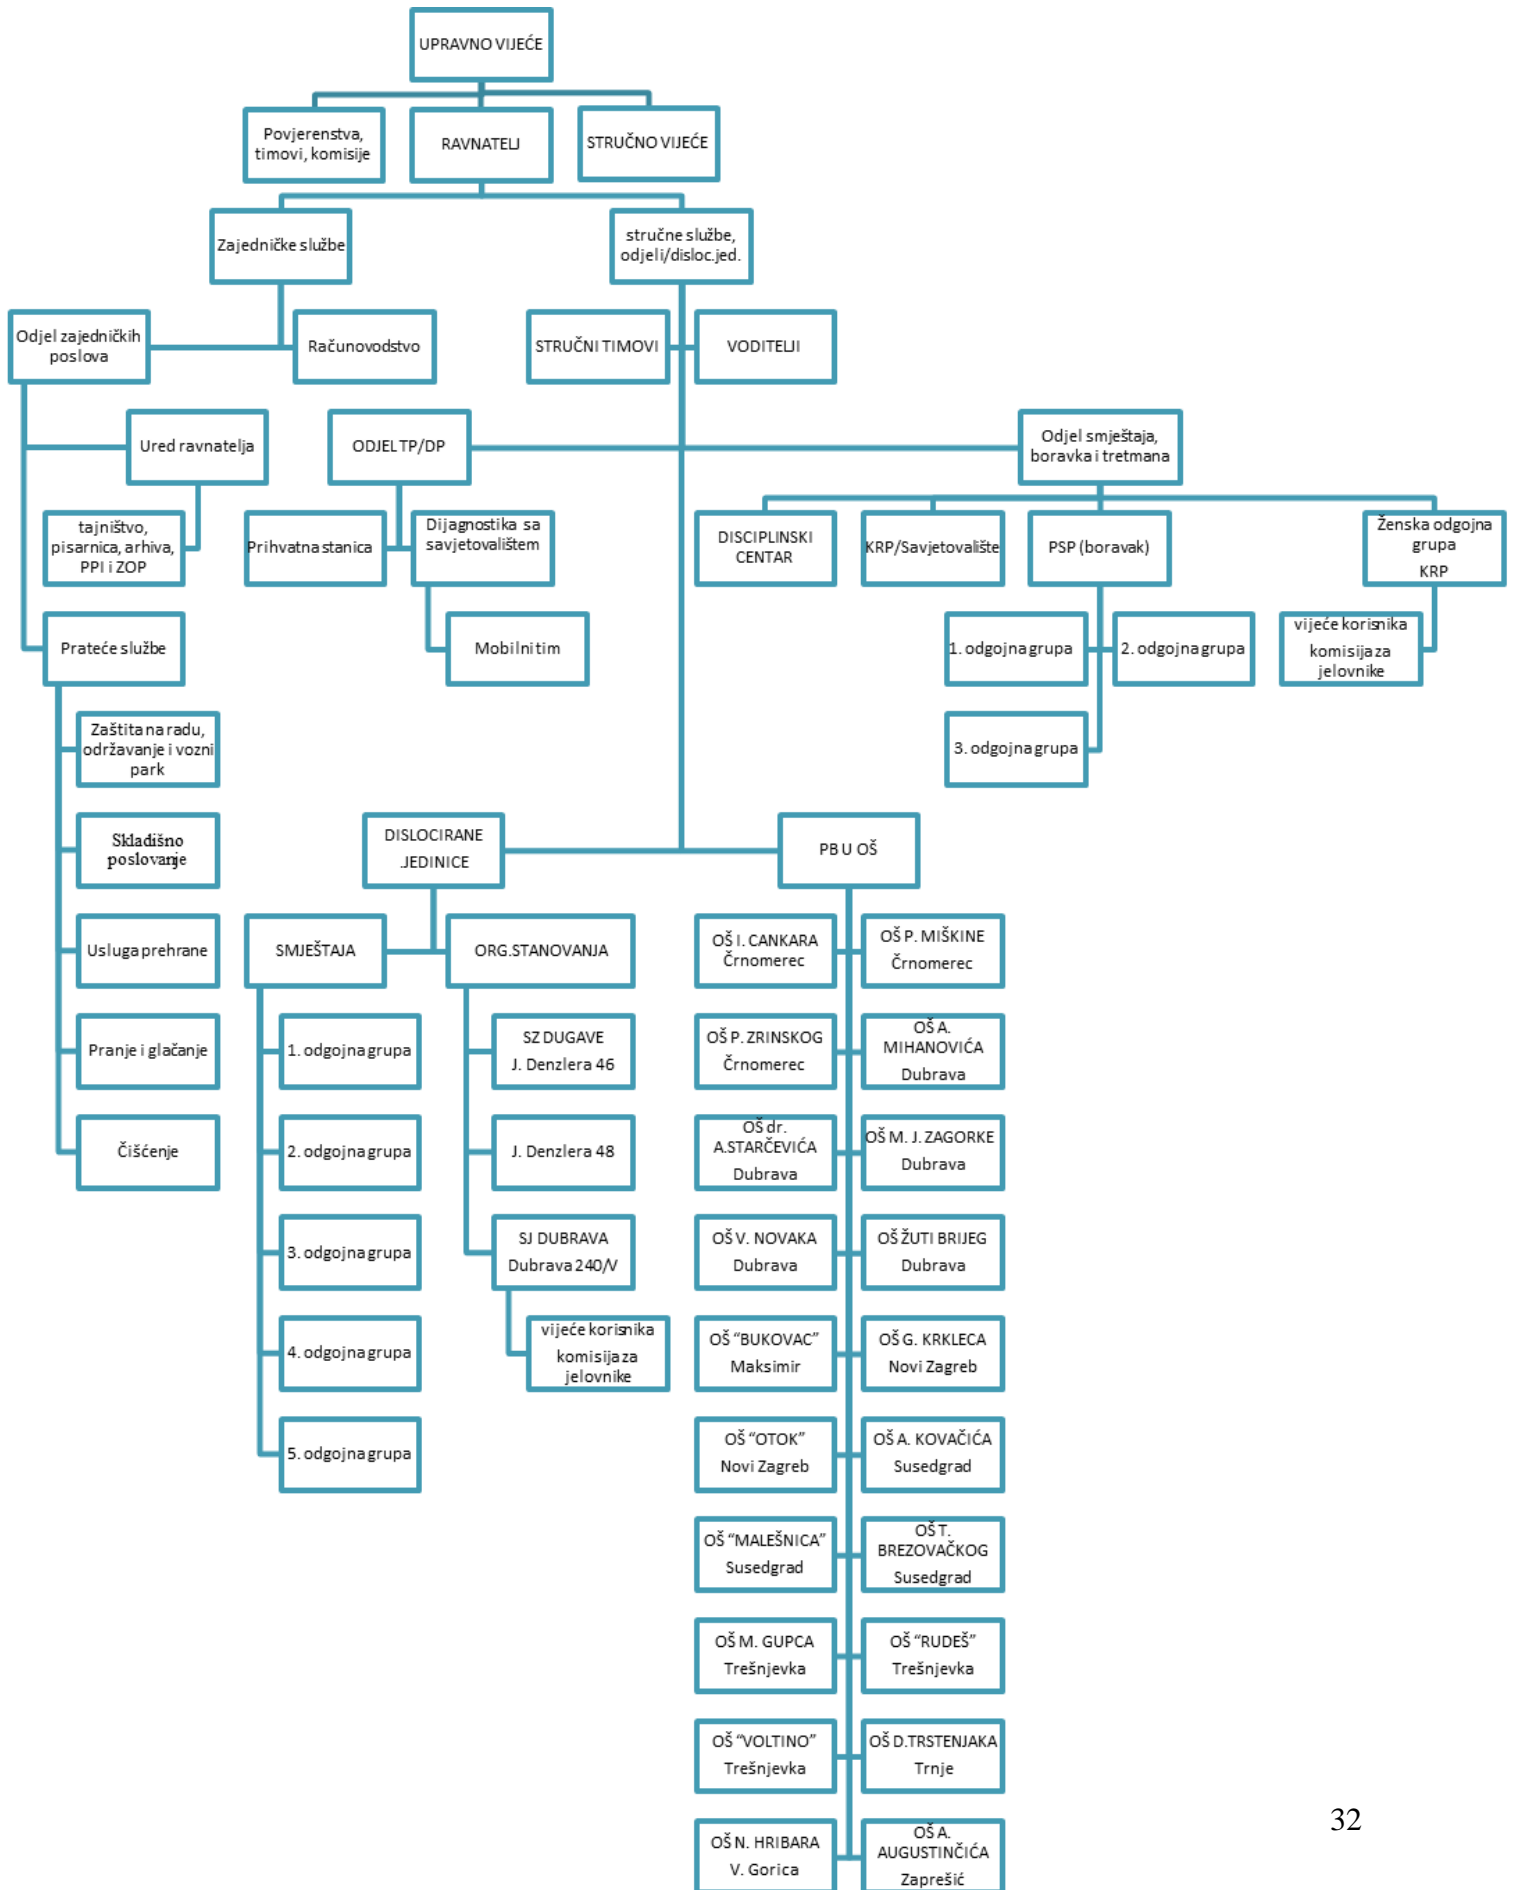 UPRAVNO VIJEĆE
Povjerenstva,
timovi, komisije
RAVNATELJ
STRUČNO VIJEĆE
Zajedničke službe
stručne službe,
odjeli/disloc.jed.
Odjel zajedničkih
poslova
Računovodstvo
STRUČNI TIMOVI
VODITELJI
Ured ravnatelja
ODJEL TP/DP
Odjel smještaja,
boravka i tretmana
tajništvo,
pisarnica, arhiva,
PPI i ZOP
Prihvatna stanica
Dijagnostika sa
savjetovalištem
DISCIPLINSKI
CENTAR
KRP/Savjetovalište
PSP (boravak)
Ženska odgojna
grupa
KRP
Prateće službe
Mobilni tim
1. odgojna grupa
2. odgojna grupa
vijeće korisnika
komisija za
jelovnike
Zaštita na radu,
održavanje i vozni
park
3. odgojna grupa
Skladišno
poslovanje
DISLOCIRANE
.JEDINICE
PB U OŠ
Usluga prehrane
SMJEŠTAJA
ORG.STANOVANJA
OŠ I. CANKARA
Črnomerec
OŠ P. MIŠKINE
Črnomerec
Pranje i glačanje
1. odgojna grupa
SZ DUGAVE
J. Denzlera 46
OŠ P. ZRINSKOG
Črnomerec
OŠ A.
MIHANOVIĆA
Dubrava
Čišćenje
2. odgojna grupa
J. Denzlera 48
OŠ dr.
A.STARČEVIĆA
Dubrava
OŠ M. J. ZAGORKE
Dubrava
3. odgojna grupa
SJ DUBRAVA
Dubrava 240/V
OŠ V. NOVAKA
Dubrava
OŠ ŽUTI BRIJEG
Dubrava
4. odgojna grupa
vijeće korisnika
komisija za
jelovnike
OŠ "BUKOVAC"
Maksimir
OŠ G. KRKLECA
Novi Zagreb
5. odgojna grupa
OŠ "OTOK"
Novi Zagreb
OŠ A. KOVAČIĆA
Susedgrad
OŠ "MALEŠNICA"
Susedgrad
OŠ T.
BREZOVAČKOG
Susedgrad
OŠ M. GUPCA
Trešnjevka
OŠ "RUDEŠ"
Trešnjevka
OŠ "VOLTINO"
Trešnjevka
OŠ D.TRSTENJAKA
Trnje
OŠ N. HRIBARA
V. Gorica
OŠ A.
AUGUSTINČIĆA
Zaprešić
32